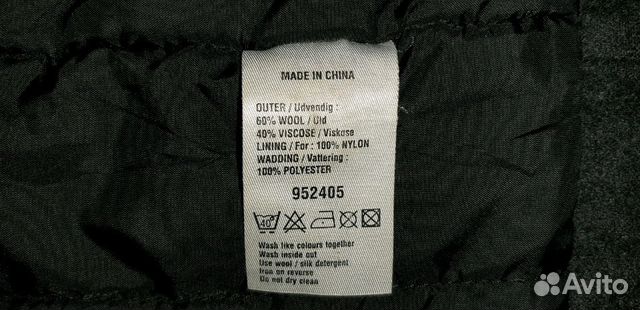 MADE IN CHINA
OUTER / Udvendig :
60% WOOL / Uld
40% VISCOSE / Viskose
LINING / For : 100% NYLON
WADDING / Vattering :
100% POLYESTER
952405
40°
Wash like colours together
Wash inside out
Use wool / silk detergent
Iron on reverse
Do not dry clean
Avito